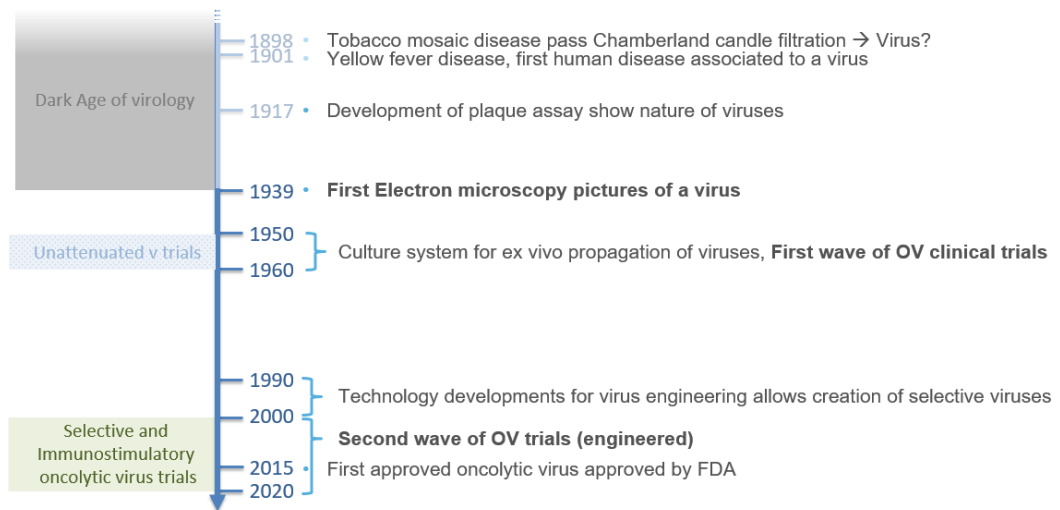 1898 • Tobacco mosaic disease pass Chamberland candle filtration → Virus?
1901 • Yellow fever disease, first human disease associated to a virus
Dark Age of virology
1917 • Development of plaque assay show nature of viruses
1939 • First Electron microscopy pictures of a virus
1950
Unattenuated v trials
Culture system for ex vivo propagation of viruses, First wave of OV clinical trials
1960
1990
Technology developments for virus engineering allows creation of selective viruses
2000
Selective and
Immunostimulatory
oncolytic virus trials
Second wave of OV trials (engineered)
2015 • First approved oncolytic virus approved by FDA
2020